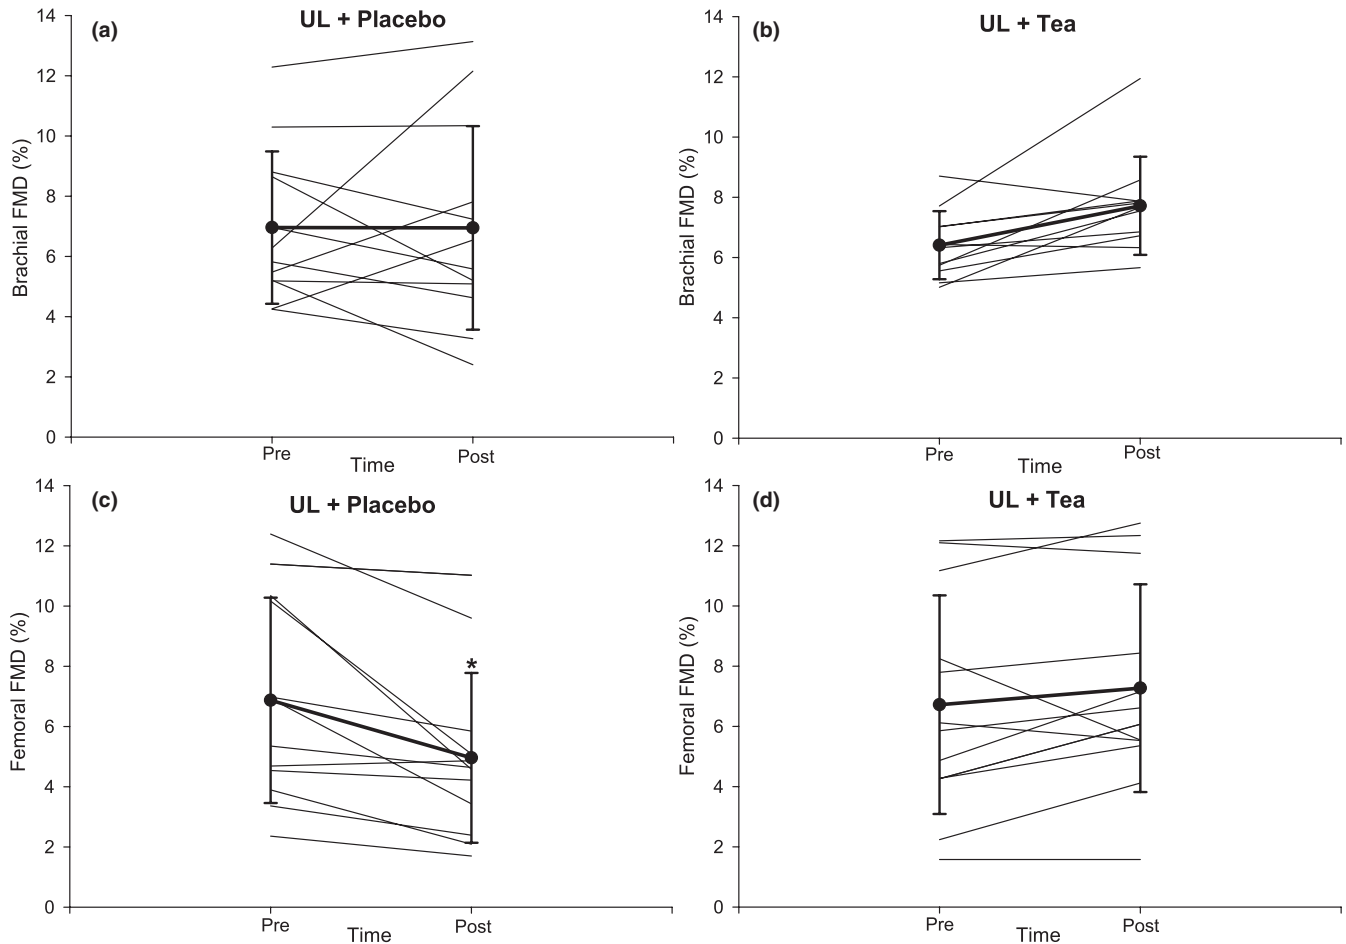 (a)
UL + Placebo
14
12
10
8
6
4
2
0
Brachial FMD (%)
Pre
Time
Post
(b)
UL + Tea
14
12
10
8
6
4
2
0
Brachial FMD (%)
Pre
Time
Post
(c)
UL + Placebo
14
12
10
8
6
4
2
0
Femoral FMD (%)
*
Pre
Time
Post
(d)
UL + Tea
14
12
10
8
6
4
2
0
Femoral FMD (%)
Pre
Time
Post